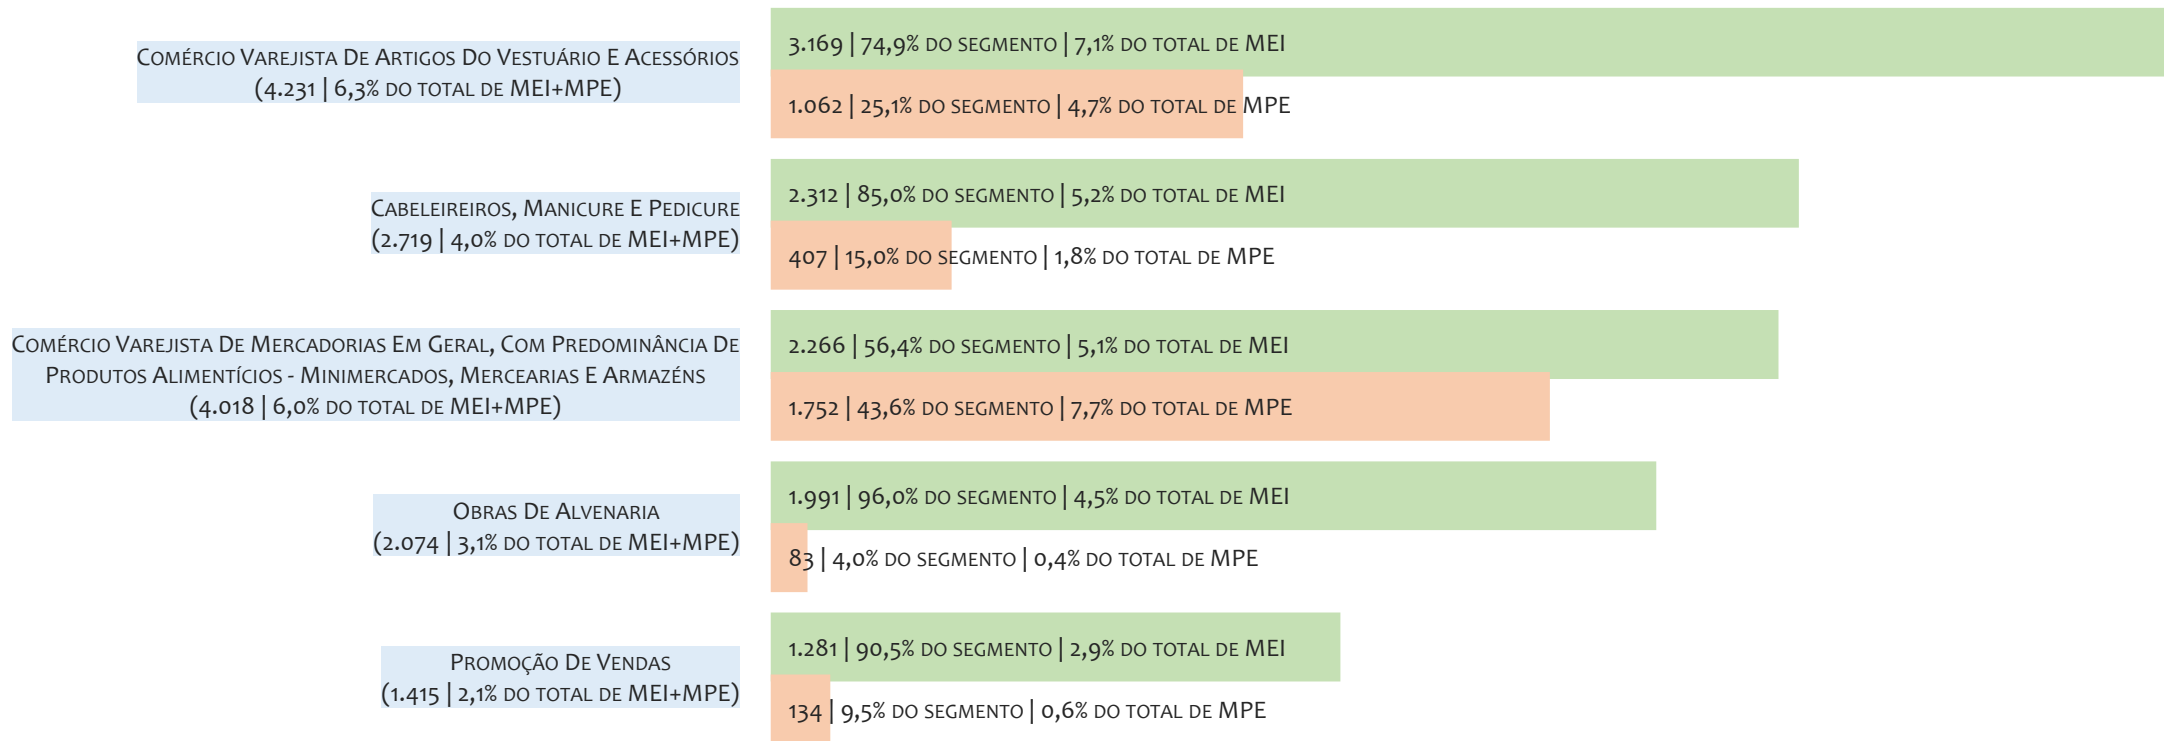 Comércio Varejista De Artigos Do Vestuário E Acessórios
(4.231 | 6,3% do total de MEI+MPE)
3.169 | 74,9% do segmento | 7,1% do total de MEI
1.062 | 25,1% do segmento | 4,7% do total de MPE
Cabeleireiros, Manicure E Pedicure
(2.719 | 4,0% do total de MEI+MPE)
2.312 | 85,0% do segmento | 5,2% do total de MEI
407 | 15,0% do segmento | 1,8% do total de MPE
Comércio Varejista De Mercadorias Em Geral, Com Predominância De
Produtos Alimentícios - Minimercados, Mercearias E Armazéns
(4.018 | 6,0% do total de MEI+MPE)
2.266 | 56,4% do segmento | 5,1% do total de MEI
1.752 | 43,6% do segmento | 7,7% do total de MPE
Obras De Alvenaria
(2.074 | 3,1% do total de MEI+MPE)
1.991 | 96,0% do segmento | 4,5% do total de MEI
83 | 4,0% do segmento | 0,4% do total de MPE
Promoção De Vendas
(1.415 | 2,1% do total de MEI+MPE)
1.281 | 90,5% do segmento | 2,9% do total de MEI
134 | 9,5% do segmento | 0,6% do total de MPE